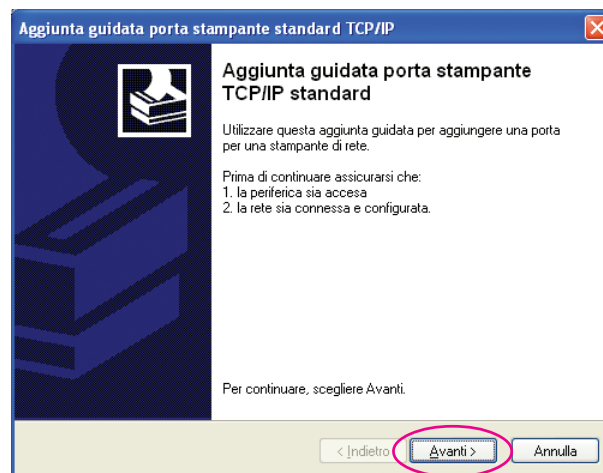 Aggiunta guidata porta stampante standard TCP/IP
Aggiunta guidata porta stampante
TCP/IP standard
Utilizzare questa aggiunta guidata per aggiungere una porta
per una stampante di rete.
Prima di continuare assicurarsi che:
1. la periferica sia accesa
2. la rete sia connessa e configurata.
Per continuare, scegliere Avanti.
< Indietro
Avanti >
Annulla